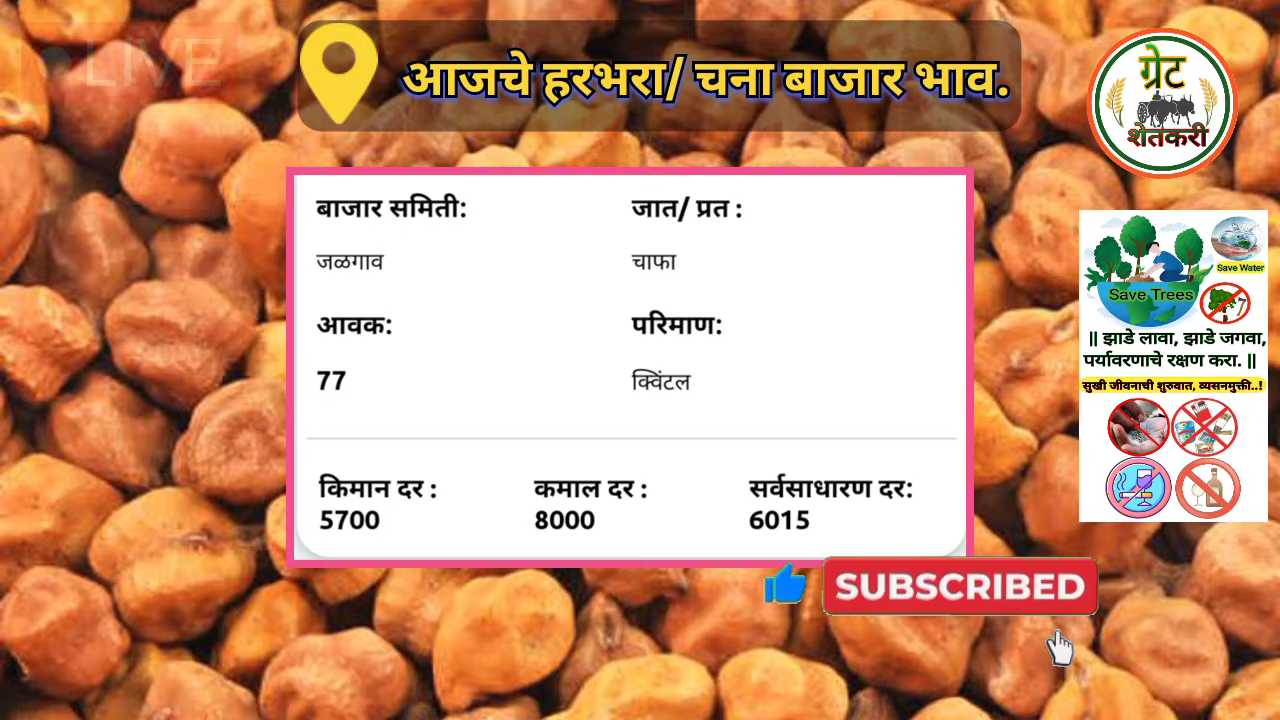 LIVE
आजचे हरभरा/ चना बाजार भाव.
ग्रेट
शेतकरी
बाजार समिती:
जात/ प्रत :
जळगाव
चाफा
आवक:
परिमाण:
77
क्विंटल
किमान दर :
कमाल दर :
सर्वसाधारण दर:
5700
8000
6015
Save Water
Save Trees
|| झाडे लावा, झाडे जगवा,
पर्यावरणाचे रक्षण करा. ||
सुखी जीवनाची शुरुवात, व्यसनमुक्ती..!
SUBSCRIBED